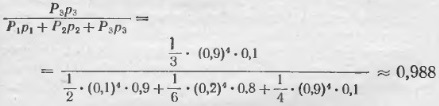 P₃p₃
P₁p₁ + P₂p₂ + P₃p₃ =
1/3 · (0,9)⁴ · 0,1
= 1/2 · (0,1)⁴ · 0,9 + 1/6 · (0,2)⁴ · 0.8 + 1/4 · (0,9)⁴ · 0,1 ≈ 0,988